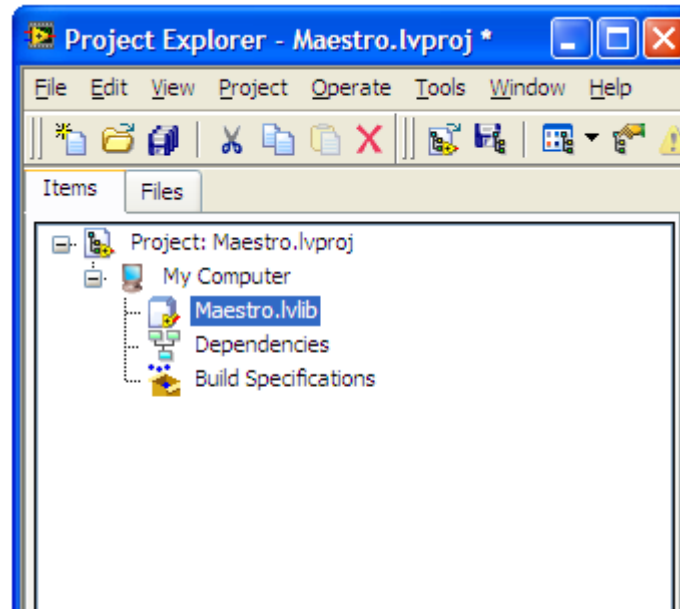 Project Explorer - Maestro.lvproj *
File Edit View Project Operate Tools Window Help
Items Files
Project: Maestro.lvproj
My Computer
Maestro.lvlib
Dependencies
Build Specifications